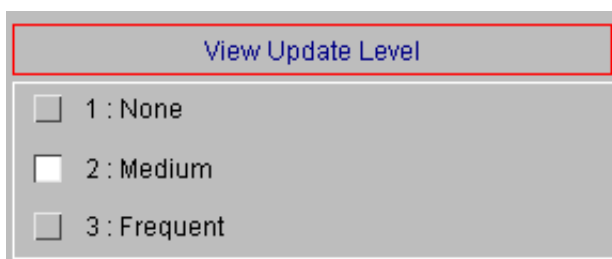 View Update Level
1 : None
2 : Medium
3 : Frequent